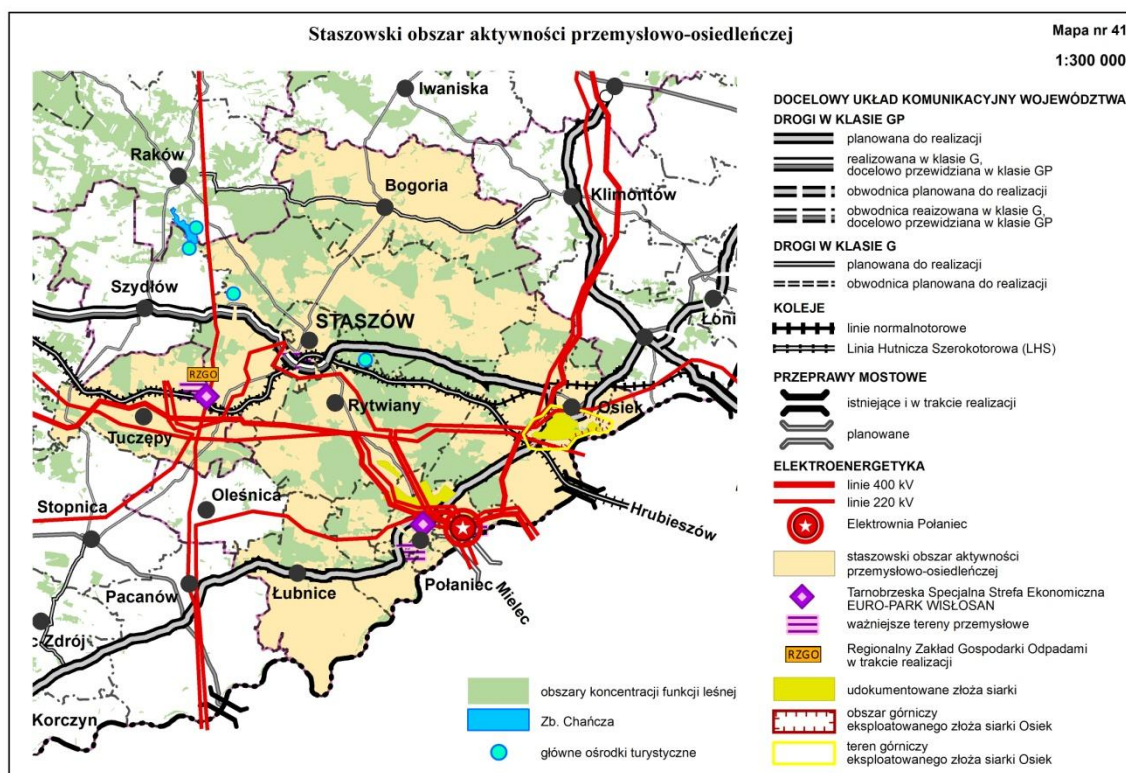 Staszowski obszar aktywności przemysłowo-osiedleńczej
Mapa nr 41
1:300 000
Iwaniska
Raków
Bogoria
Klimontów
Szydłów
STASZÓW
Łoni
RZGO
Rytwiany
Osiek
Tuczępy
Stopnica
Oleśnica
Hrubieszów
Połaniec
Pacanów
Łubnice
Mielec
c-Zdrój
Korczyn
obszary koncentracji funkcji leśnej
Zb. Chańcza
główne ośrodki turystyczne
DOCELOWY UKŁAD KOMUNIKACYJNY WOJEWÓDZTWA
DROGI W KLASIE GP
planowana do realizacji
realizowana w klasie G,
docelowo przewidziana w klasie GP
obwodnica planowana do realizacji
obwodnica reaizowana w klasie G,
docelowo przewidziana w klasie GP
DROGI W KLASIE G
planowana do realizacji
obwodnica planowana do realizacji
KOLEJE
linie normalnotorowe
Linia Hutnicza Szerokotorowa (LHS)
PRZEPRAWY MOSTOWE
istniejące i w trakcie realizacji
planowane
ELEKTROENERGETYKA
linie 400 kV
linie 220 kV
Elektrownia Połaniec
staszowski obszar aktywności
przemysłowo-osiedleńczej
Tarnobrzeska Specjalna Strefa Ekonomiczna
EURO-PARK WISŁOSAN
ważniejsze tereny przemysłowe
RZGO
Regionalny Zakład Gospodarki Odpadami
w trakcie realizacji
udokumentowane złoża siarki
obszar górniczy
eksploatowanego złoża siarki Osiek
teren górniczy
eksploatowanego złoża siarki Osiek